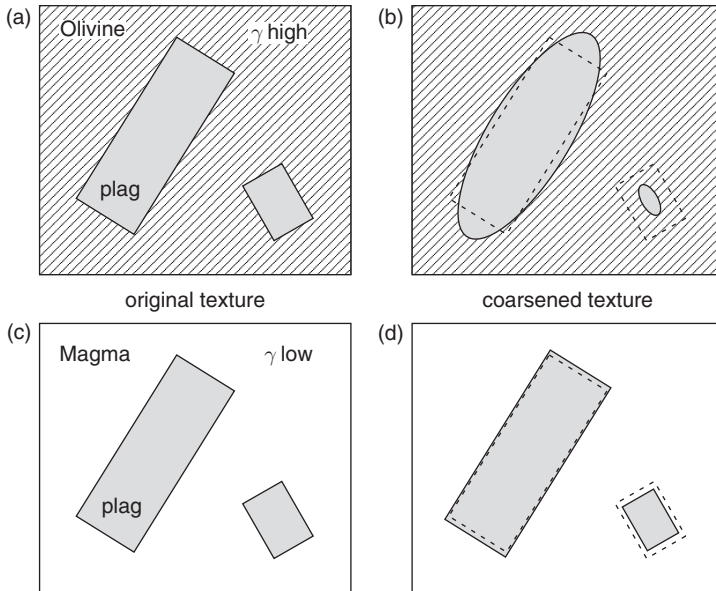 (a)
Olivine
γ high
plag
(b)
original texture
coarsened texture
(c)
Magma
γ low
plag
(d)